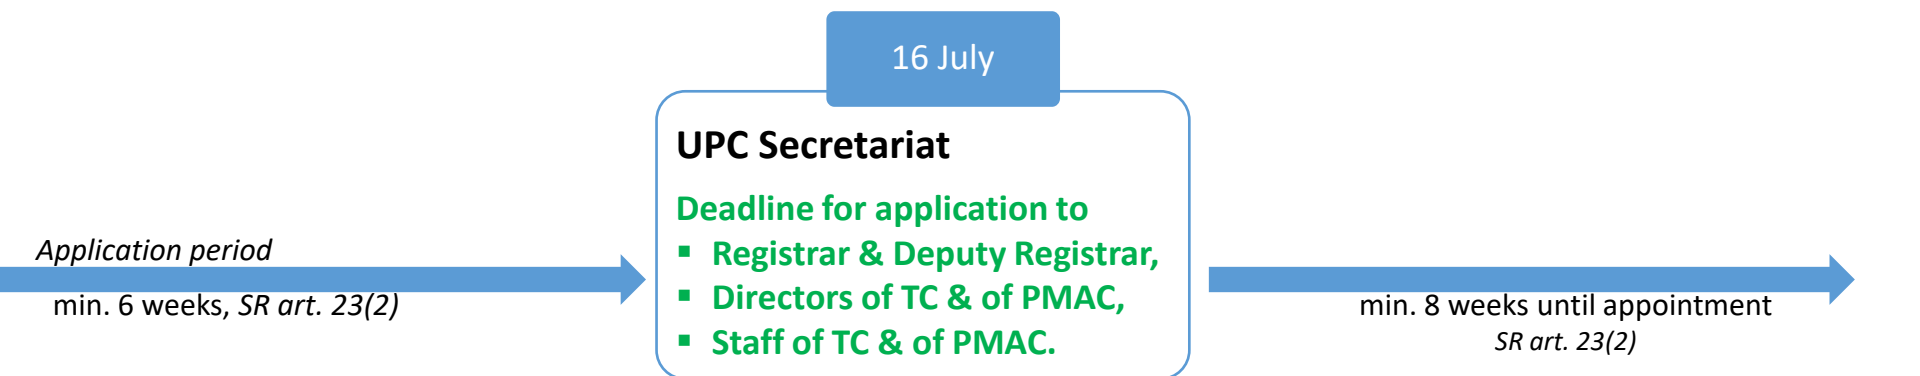 16 July
UPC Secretariat
Deadline for application to
▪ Registrar & Deputy Registrar,
▪ Directors of TC & of PMAC,
▪ Staff of TC & of PMAC.
Application period
min. 6 weeks, SR art. 23(2)
min. 8 weeks until appointment
SR art. 23(2)